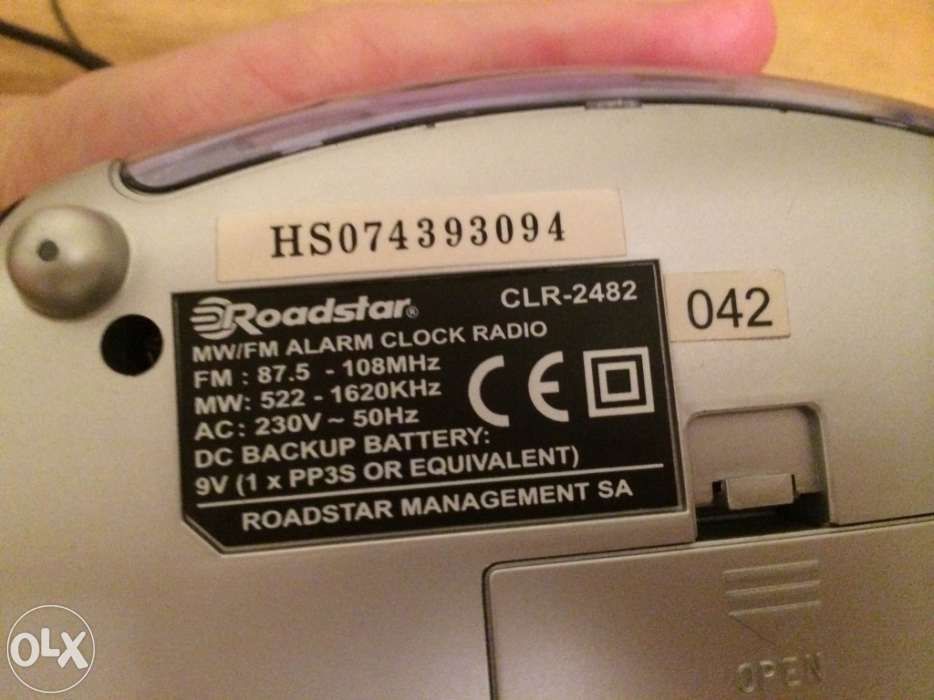 HS074393094
Roadstar® CLR-2482
042
MW/FM ALARM CLOCK RADIO
FM : 87.5 - 108MHz
MW: 522 - 1620KHz
AC: 230V ~ 50Hz
CE
DC BACKUP BATTERY:
9V (1 x PP3S OR EQUIVALENT)
ROADSTAR MANAGEMENT SA
OPEN
OLX